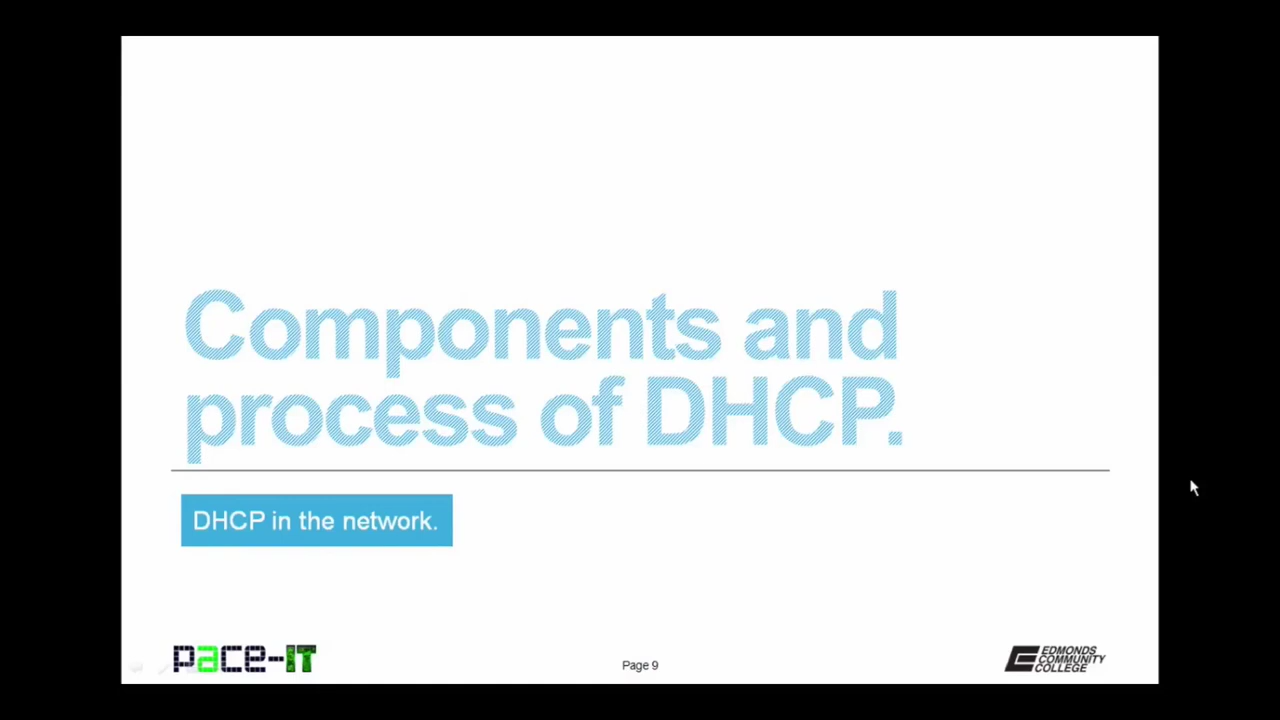 Components and
process of DHCP.
DHCP in the network.
pace-IT
Page 9
EDMONDS
COMMUNITY
COLLEGE